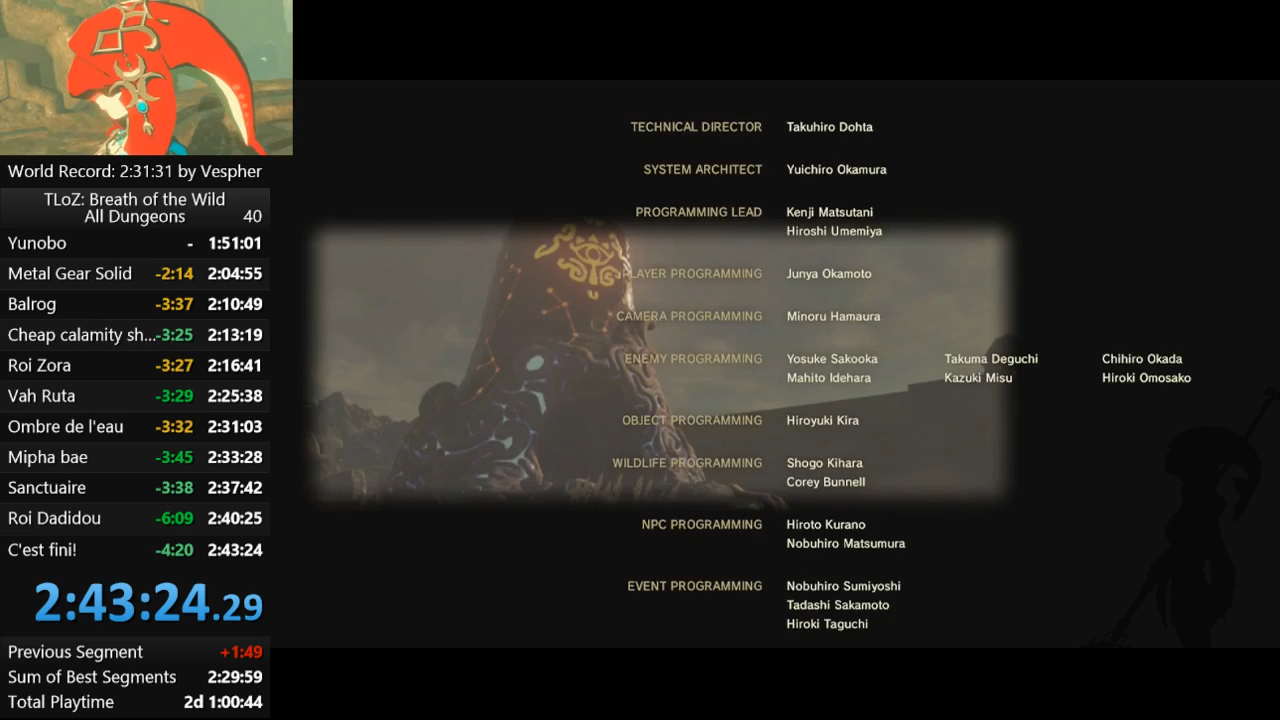 World Record: 2:31:31 by Vespher
TLoZ: Breath of the Wild
All Dungeons 40
Yunobo - 1:51:01
Metal Gear Solid -2:14 2:04:55
Balrog -3:37 2:10:49
Cheap calamity sh... -3:25 2:13:19
Roi Zora -3:27 2:16:41
Vah Ruta -3:29 2:25:38
Ombre de l'eau -3:32 2:31:03
Mipha bae -3:45 2:33:28
Sanctuaire -3:38 2:37:42
Roi Dadidou -6:09 2:40:25
C'est fini! -4:20 2:43:24
2:43:24.29
Previous Segment +1:49
Sum of Best Segments 2:29:59
Total Playtime 2d 1:00:44
TECHNICAL DIRECTOR Takuhiro Dohta
SYSTEM ARCHITECT Yuichiro Okamura
PROGRAMMING LEAD Kenji Matsutani
Hiroshi Umemiya
PLAYER PROGRAMMING Junya Okamoto
CAMERA PROGRAMMING Minoru Hamaura
ENEMY PROGRAMMING Yosuke Sakooka Takuma Deguchi Chihiro Okada
Mahito Idehara Kazuki Misu Hiroki Omosako
OBJECT PROGRAMMING Hiroyuki Kira
WILDLIFE PROGRAMMING Shogo Kihara
Corey Bunnell
NPC PROGRAMMING Hiroto Kurano
Nobuhiro Matsumura
EVENT PROGRAMMING Nobuhiro Sumiyoshi
Tadashi Sakamoto
Hiroki Taguchi